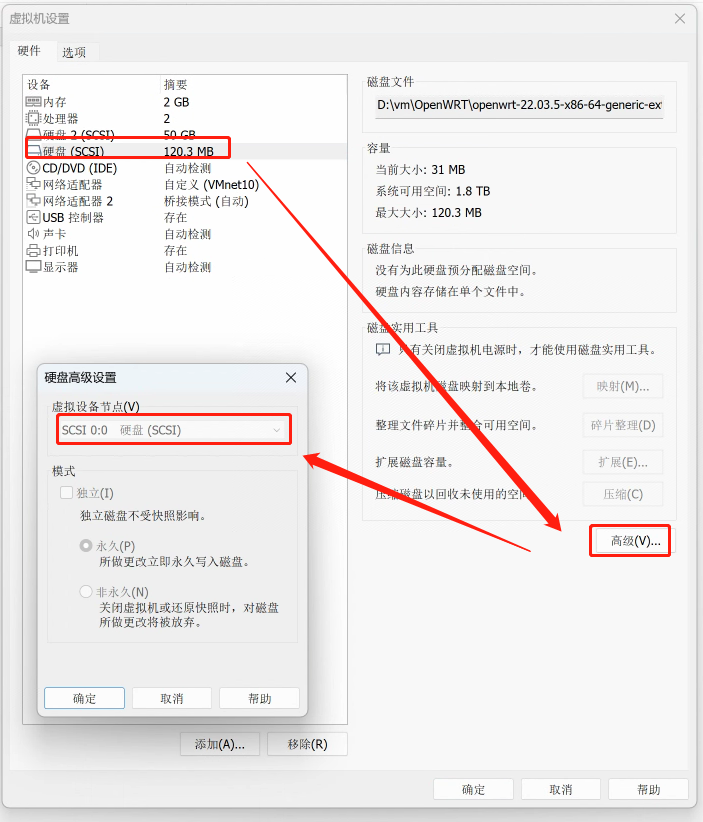 虚拟机设置
硬件 选项
设备 摘要
内存 2 GB
处理器 2
硬盘 2 (SCSI) 50 GB
硬盘 (SCSI) 120.3 MB
CD/DVD (IDE) 自动检测
网络适配器 自定义 (VMnet10)
网络适配器 2 桥接模式 (自动)
USB 控制器 存在
声卡 自动检测
打印机 存在
显示器 自动检测
添加(A)... 移除(R)
磁盘文件
D:\vm\OpenWRT\openwrt-22.03.5-x86-64-generic-ex
容量
当前大小: 31 MB
系统可用空间: 1.8 TB
最大大小: 120.3 MB
磁盘信息
没有为此硬盘预分配磁盘空间。
硬盘内容存储在单个文件中。
磁盘实用工具
只有关闭虚拟机电源时，才能使用磁盘实用工具。
将该虚拟机磁盘映射到本地卷。 映射(M)...
整理文件碎片并整合可用空间。 碎片整理(D)
扩展磁盘容量。 扩展(E)...
压缩磁盘以回收未使用的空间。 压缩(C)
高级(V)...
硬盘高级设置
虚拟设备节点(V)
SCSI 0:0 硬盘 (SCSI)
模式
独立(I)
独立磁盘不受快照影响。
永久(P)
所做更改立即永久写入磁盘。
非永久(N)
关闭虚拟机或还原快照时，对磁盘
所做更改将被放弃。
确定 取消 帮助
确定 取消 帮助